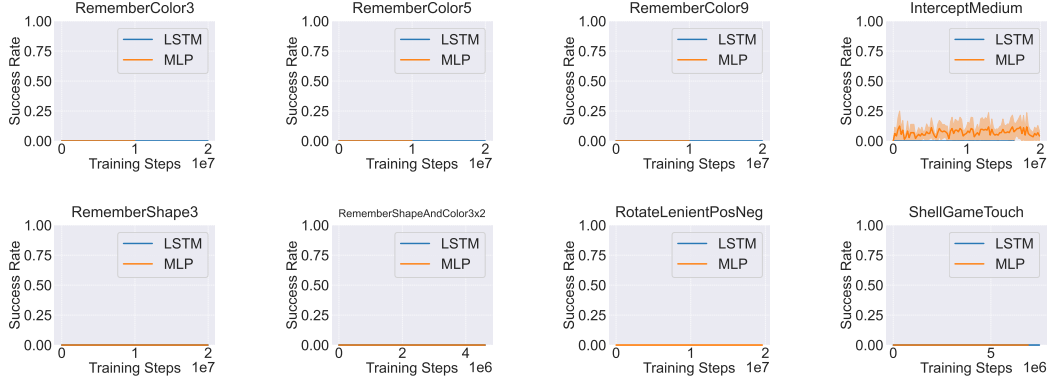 RememberColor3
1.00
0.75
0.50
0.25
0.00
Success Rate
LSTM
MLP
0 1 2
Training Steps 1e7
RememberColor5
1.00
0.75
0.50
0.25
0.00
Success Rate
LSTM
MLP
0 1 2
Training Steps 1e7
RememberColor9
1.00
0.75
0.50
0.25
0.00
Success Rate
LSTM
MLP
0 1 2
Training Steps 1e7
InterceptMedium
1.00
0.75
0.50
0.25
0.00
Success Rate
LSTM
MLP
0 1 2
Training Steps 1e7
RememberShape3
1.00
0.75
0.50
0.25
0.00
Success Rate
LSTM
MLP
0 1 2
Training Steps 1e7
RememberShapeAndColor3x2
1.00
0.75
0.50
0.25
0.00
Success Rate
LSTM
MLP
0 2 4
Training Steps 1e6
RotateLenientPosNeg
1.00
0.75
0.50
0.25
0.00
Success Rate
LSTM
MLP
0 1 2
Training Steps 1e7
ShellGameTouch
1.00
0.75
0.50
0.25
0.00
Success Rate
LSTM
MLP
0 5
Training Steps 1e6